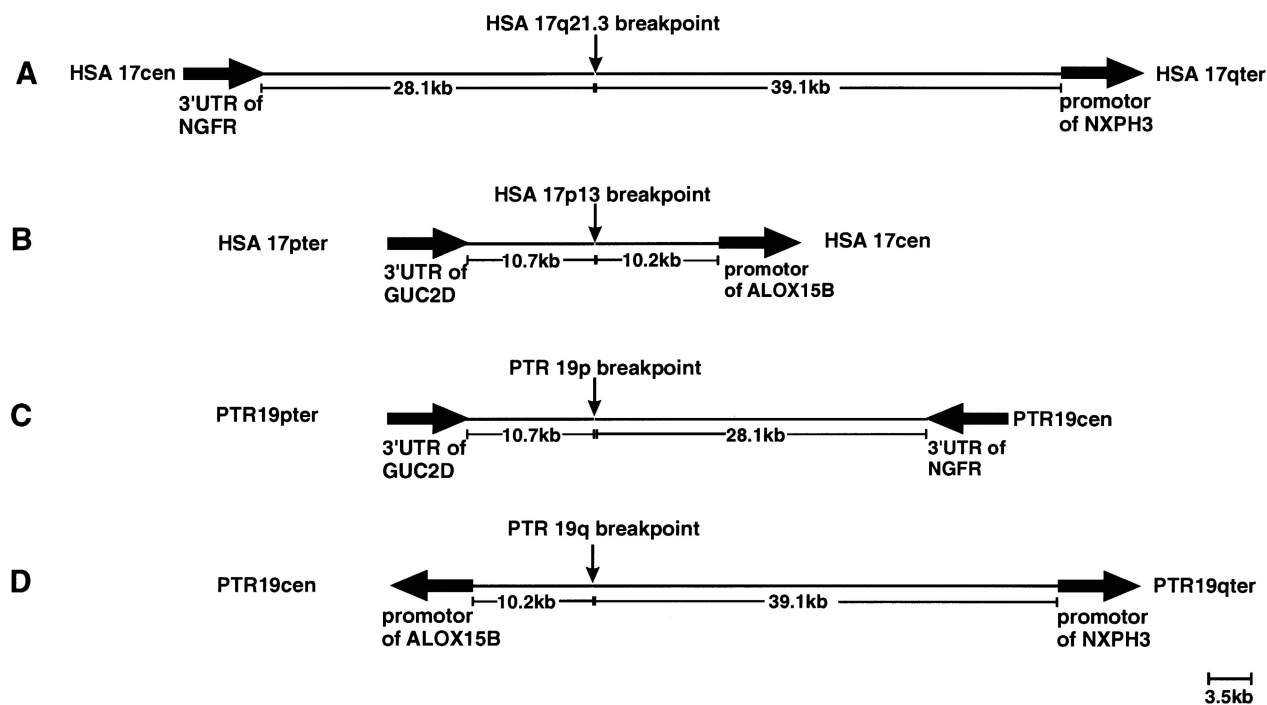 HSA 17q21.3 breakpoint
A HSA 17cen HSA 17qter
28.1kb 39.1kb
3'UTR of
NGFR
promotor
of NXPH3
HSA 17p13 breakpoint
B HSA 17pter HSA 17cen
10.7kb 10.2kb
3'UTR of
GUC2D
promotor
of ALOX15B
PTR 19p breakpoint
C PTR19pter PTR19cen
10.7kb 28.1kb
3'UTR of
GUC2D
3'UTR of
NGFR
PTR 19q breakpoint
D PTR19cen PTR19qter
10.2kb 39.1kb
promotor
of ALOX15B
promotor
of NXPH3
3.5kb